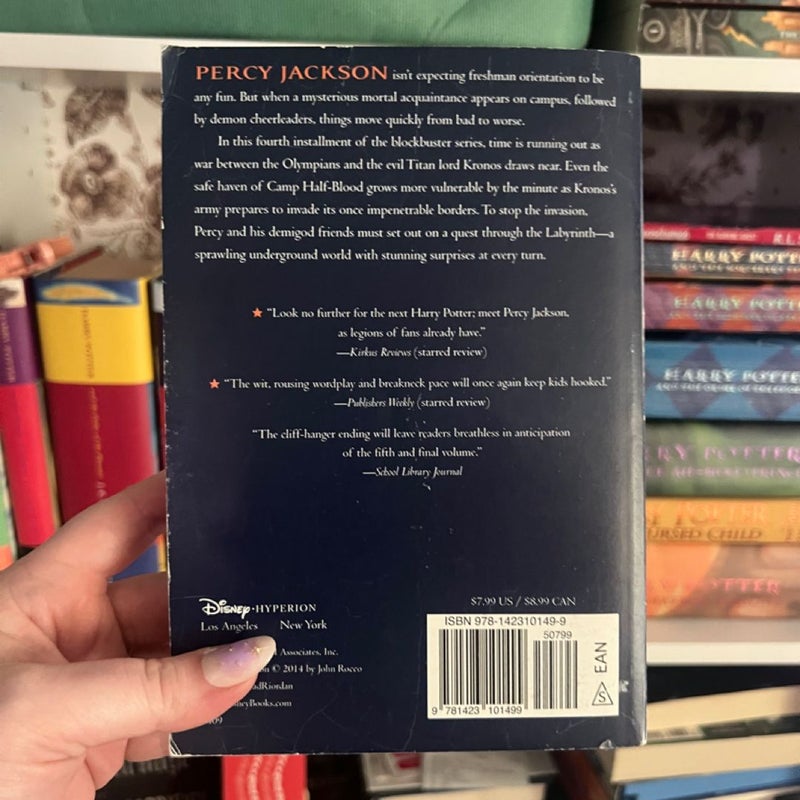 PERCY JACKSON isn't expecting freshman orientation to be
any fun. But when a mysterious mortal acquaintance appears on campus, followed
by demon cheerleaders, things move quickly from bad to worse.
In this fourth installment of the blockbuster series, time is running out as
war between the Olympians and the evil Titan lord Kronos draws near. Even the
safe haven of Camp Half-Blood grows more vulnerable by the minute as Kronos's
army prepares to invade its once impenetrable borders. To stop the invasion,
Percy and his demigod friends must set out on a quest through the Labyrinth—a
sprawling underground world with stunning surprises at every turn.
"Look no further for the next Harry Potter; meet Percy Jackson,
as legions of fans already have."
—Kirkus Reviews (starred review)
"The wit, rousing wordplay and breakneck pace will once again keep kids hooked."
—Publishers Weekly (starred review)
"The cliff-hanger ending will leave readers breathless in anticipation
of the fifth and final volume."
—School Library Journal
DISNEY • HYPERION
Los Angeles New York
Associates, Inc.
© 2014 by John Rocco
$7.99 US / $8.99 CAN
ISBN 978-142310149-9
50799
9 781423 101499
EAN
S
R.L.
HARRY POTTE
HARRY POTT
HARRY POTTE
RY POTTER
POTTER
URSED CHILD
POTTER